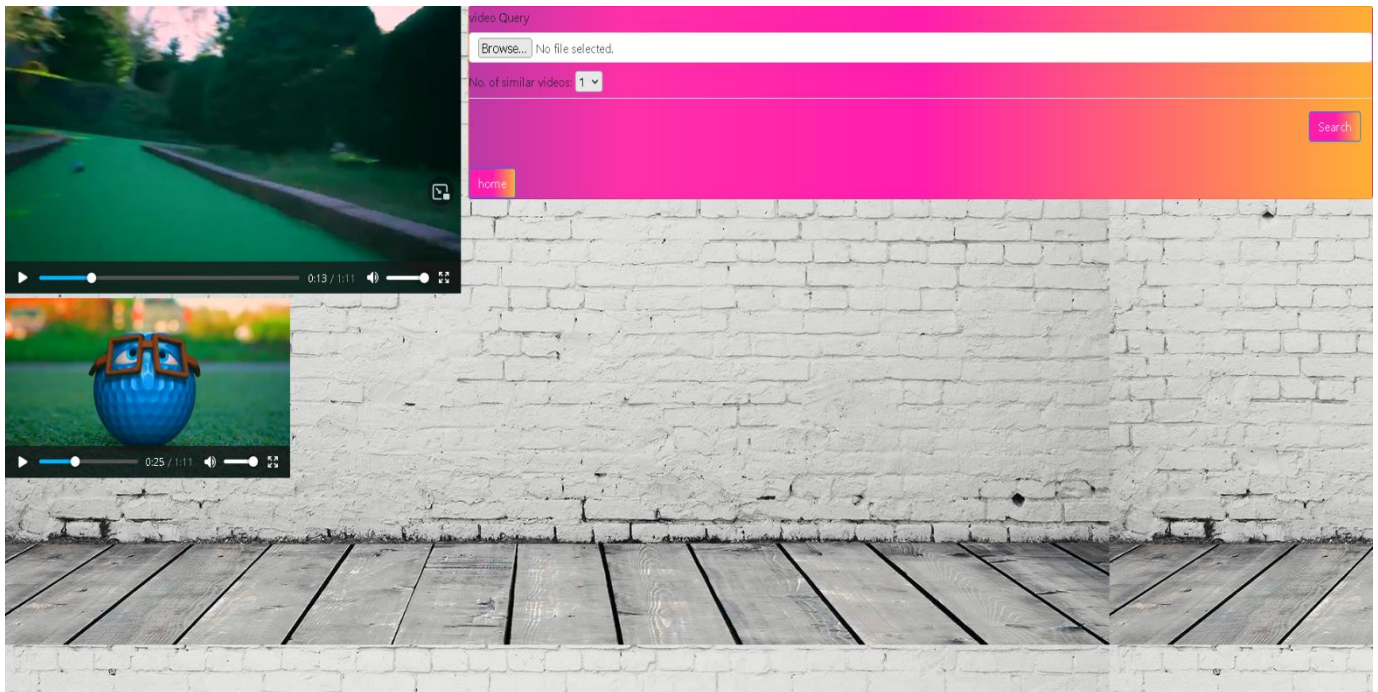 video Query
Browse... No file selected.
No. of similar videos: 1
Search
home
0:13 / 1:11
0:25 / 1:11